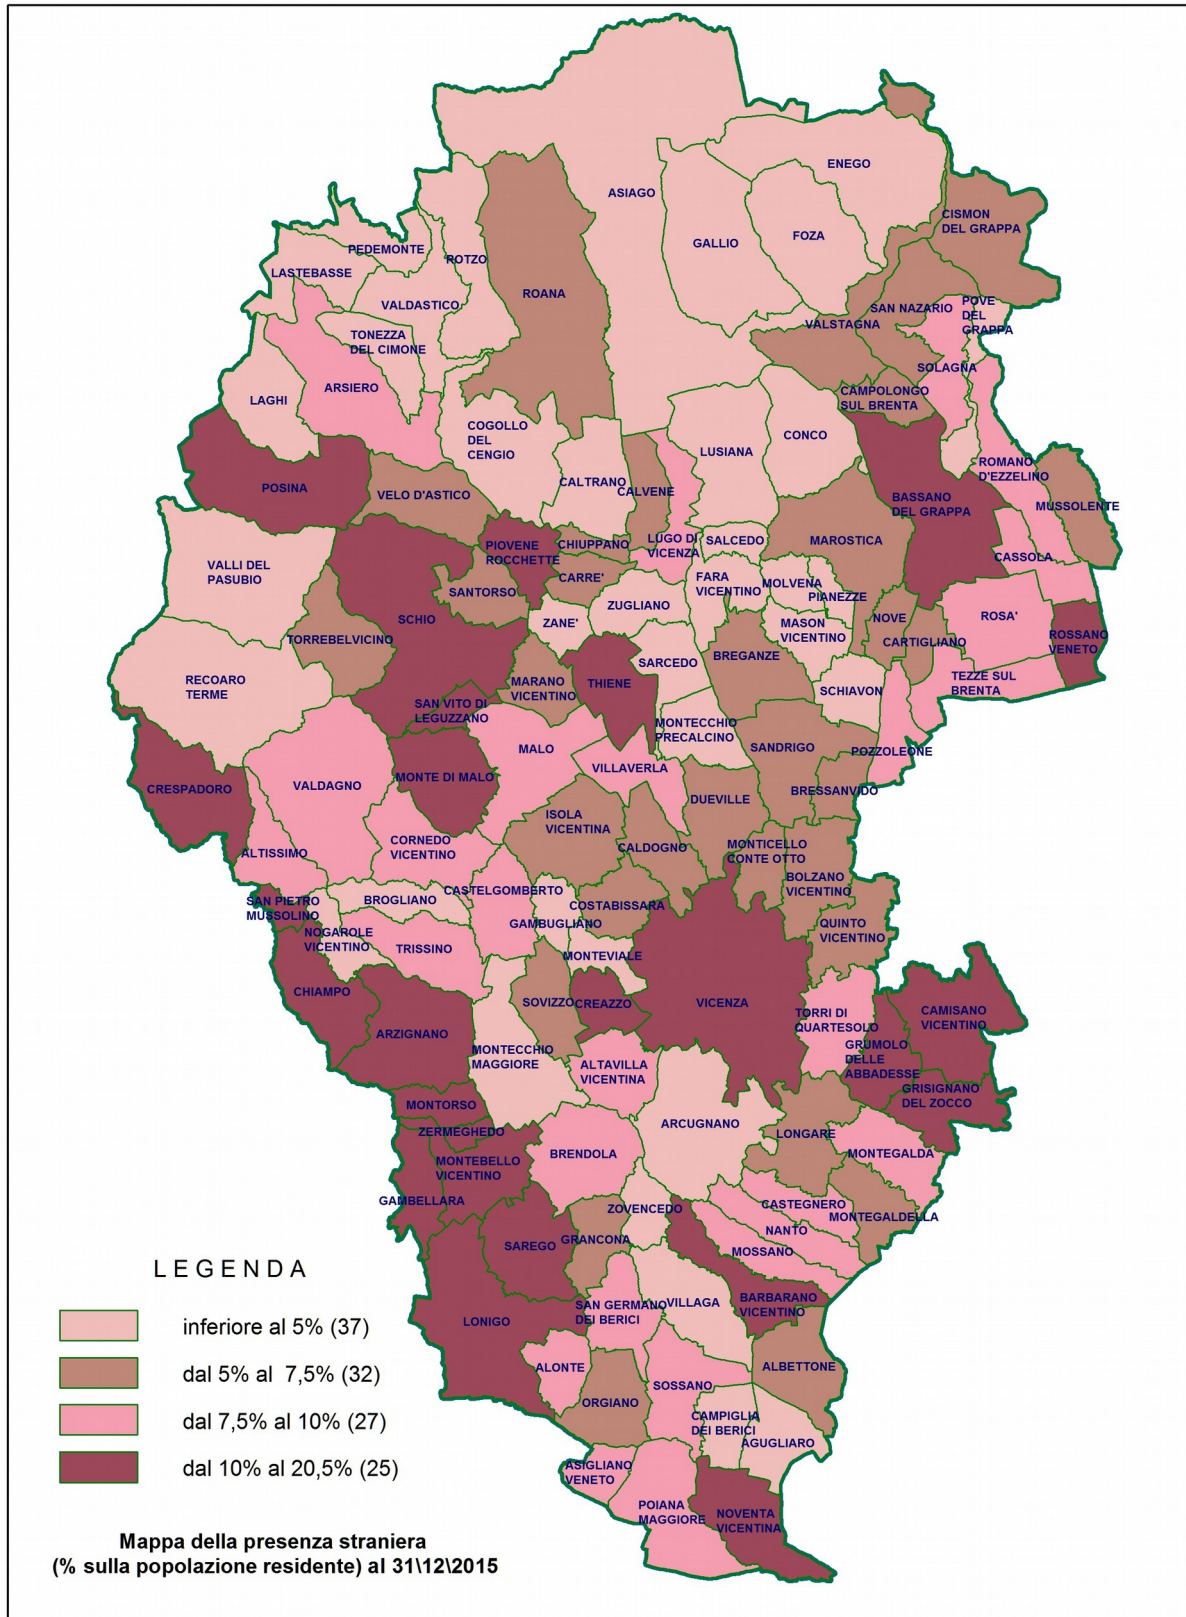 ENEGO
ASIAGO
CISMON
DEL GRAPPA
GALLIO
FOZA
PEDEMONTE
ROTZO
LASTEBASSE
ROANA
VALDASTICO
SAN NAZARIO
POVE
DEL
GRAPPA
VALSTAGNA
TONEZZA
DEL CIMONE
SOLAGNA
ARSIERO
CAMPOLONGO
SUL BRENTA
LAGHI
COGOLLO
DEL
CENGIO
CONCO
LUSIANA
ROMANO
D'EZZELINO
CALTRANO
CALVENE
POSINA
VELO D'ASTICO
BASSANO
DEL GRAPPA
MUSSOLENTE
PIOVENE
ROCCHETTE
CHIUPPANO
LUGO DI
VICENZA
SALCEDO
MAROSTICA
CASSOLA
VALLI DEL
PASUBIO
CARRE'
FARA
VICENTINO
MOLVENA
PIANEZZE
SANTORSO
ZUGLIANO
SCHIO
ZANE'
MASON
VICENTINO
NOVE
ROSA'
TORREBELVICINO
CARTIGLIANO
ROSSANO
VENETO
BREGANZE
SARCEDO
RECOARO
TERME
MARANO
VICENTINO
THIENE
SCHIAVON
TEZZE SUL
BRENTA
SAN VITO DI
LEGUZZANO
MONTECCHIO
PRECALCINO
MALO
SANDRIGO
POZZOLEONE
VILLAVERLA
MONTE DI MALO
CRESPADORO
VALDAGNO
BRESSANVIDO
DUEVILLE
ISOLA
VICENTINA
CORNEDO
VICENTINO
CALDOGNO
MONTICELLO
CONTE OTTO
ALTISSIMO
BOLZANO
VICENTINO
CASTELGOMBERTO
SAN PIETRO
MUSSOLINO
BROGLIANO
COSTABISSARA
GAMBUGLIANO
QUINTO
VICENTINO
NOGAROLE
VICENTINO
TRISSINO
MONTEVIALE
CHIAMPO
SOVIZZO
CREAZZO
VICENZA
TORRI DI
QUARTESOLO
CAMISANO
VICENTINO
ARZIGNANO
GRUMOLO
DELLE
ABBADESSE
MONTECCHIO
MAGGIORE
ALTAVILLA
VICENTINA
GRISIGNANO
DEL ZOCCO
MONTORSO
ARCUGNANO
ZERMEGHEDO
LONGARE
MONTEBELLO
VICENTINO
BRENDOLA
MONTEGALDA
GAMBELLARA
ZOVENCEDO
CASTEGNERO
MONTEGALDELLA
NANTO
SAREGO
GRANCONA
MOSSANO
BARBARANO
VICENTINO
SAN GERMANO
DEI BERICI
VILLAGA
LONIGO
ALONTE
ALBETTONE
SOSSANO
ORGIANO
CAMPIGLIA
DEI BERICI
AGUGLIARO
ASIGLIANO
VENETO
POIANA
MAGGIORE
NOVENTA
VICENTINA
LEGENDA
inferiore al 5% (37)
dal 5% al 7,5% (32)
dal 7,5% al 10% (27)
dal 10% al 20,5% (25)
Mappa della presenza straniera
(% sulla popolazione residente) al 31\12\2015